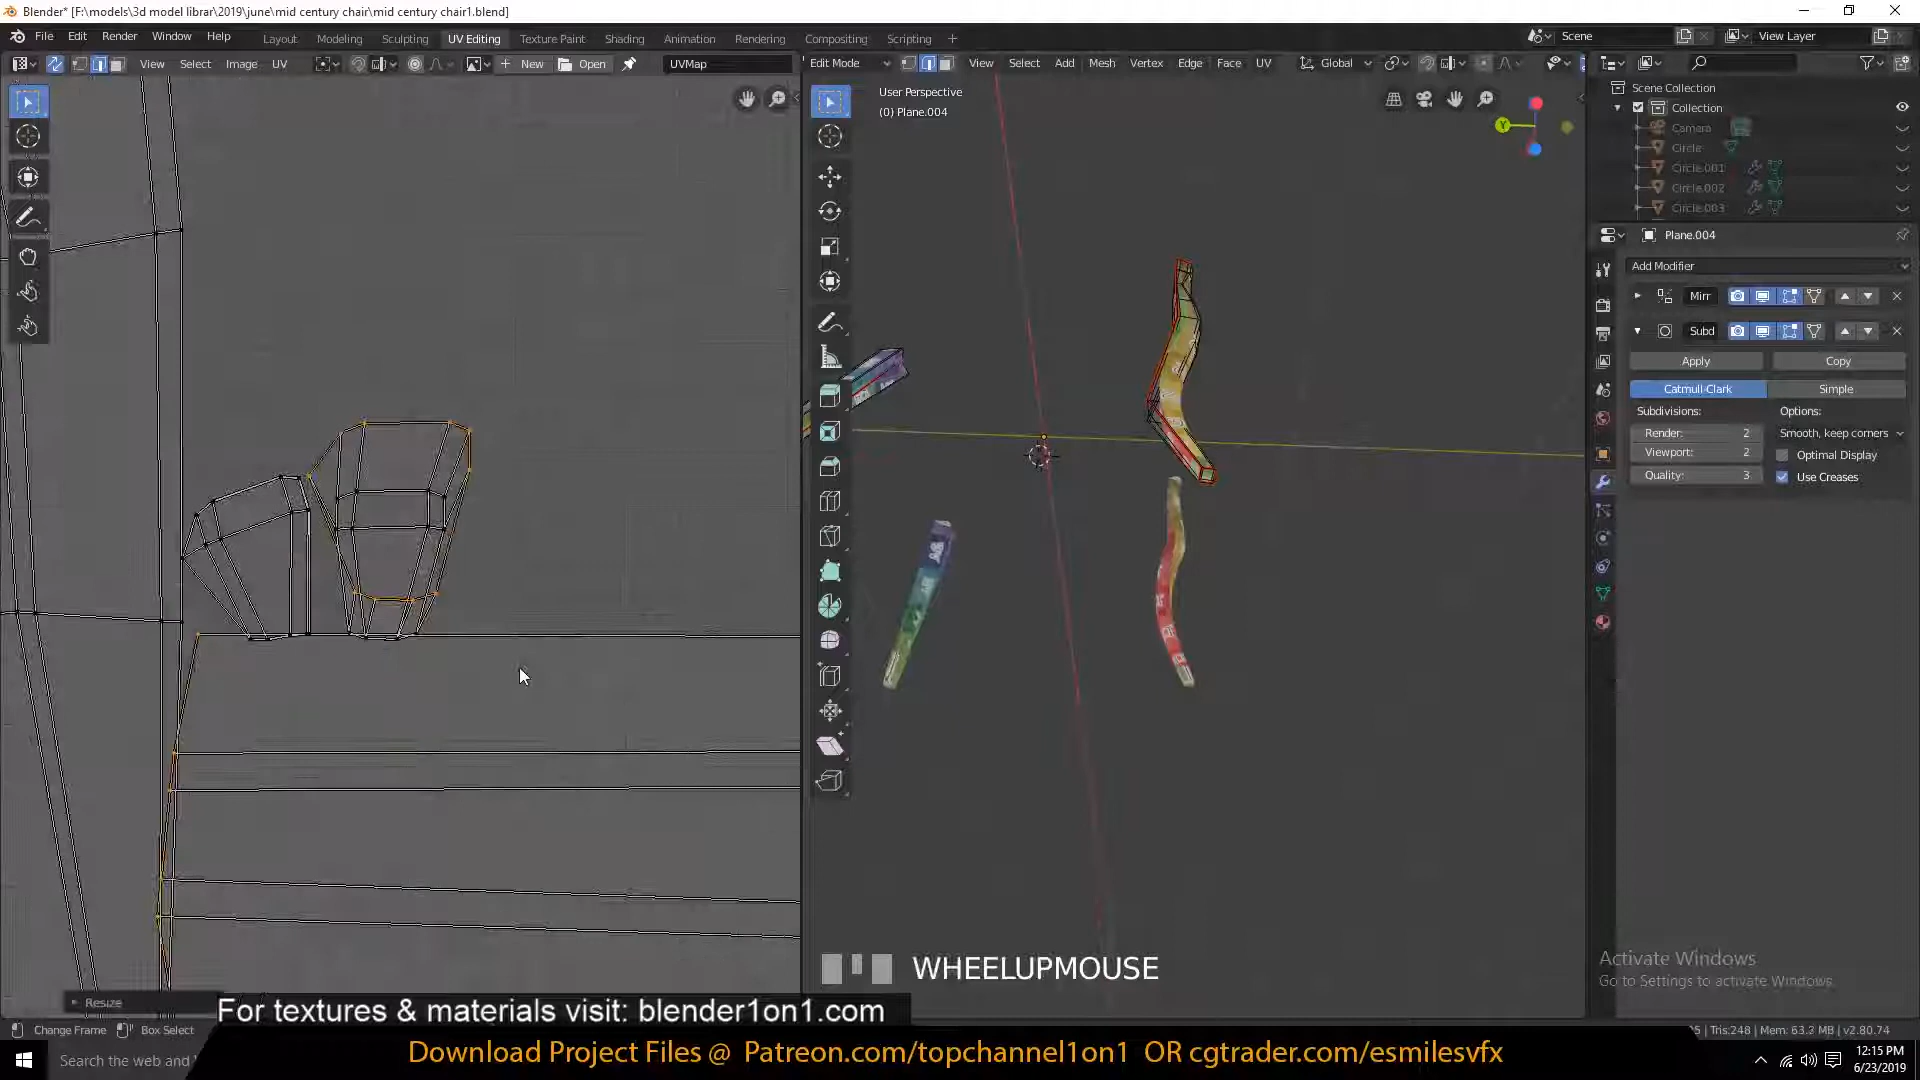 Blender* [F:\models\3d model librar\2019\june\mid century chair\mid century chair1.blend]
File Edit Render Window Help Layout Modeling Sculpting UV Editing Texture Paint Shading Animation Rendering Compositing Scripting Scene View Layer
View Select Image UV New Open UVMap Edit Mode View Select Add Mesh Vertex Edge Face UV Global
User Perspective
(0) Plane.004
Scene Collection
Collection
Camera
Circle
Circle.001
Circle.002
Circle.003
Plane.004
Add Modifier
Mirr
Subd
Apply Copy
Catmull-Clark Simple
Subdivisions: Options:
Render: 2 Smooth, keep corners
Viewport: 2 Optimal Display
Quality: 3 Use Creases
WHEELUPMOUSE
Activate Windows
Go to Settings to activate Windows.
Resize
For textures & materials visit: blender1on1.com
Change Frame Box Select
Tris:248 | Mem: 63.3 MB | v2.80.74
Download Project Files @ Patreon.com/topchannel1on1 OR cgtrader.com/esmilesvfx
Search the web and
12:15 PM
6/23/2019